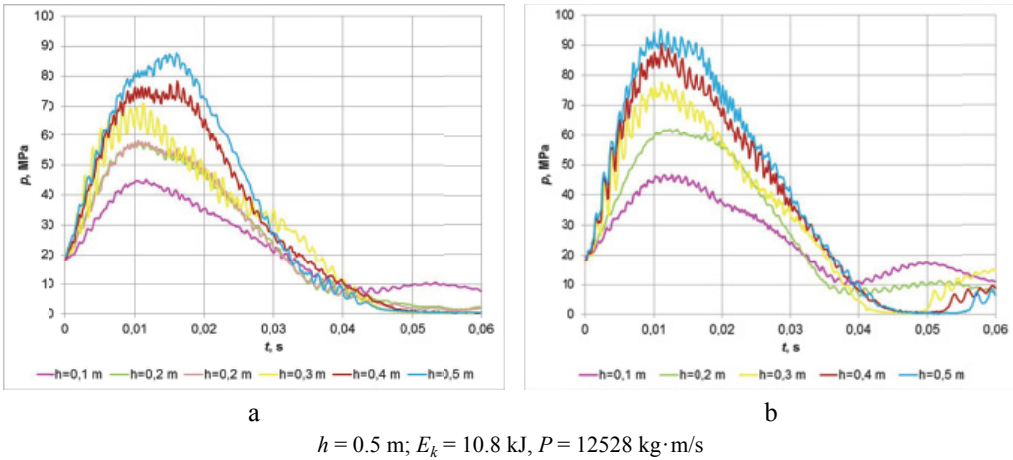 100
90
80
70
60
50
40
30
20
10
0
p, MPa
0 0,01 0,02 0,03 0,04 0,05 0,06
t, s
h=0,1 m h=0,2 m h=0,2 m h=0,3 m h=0,4 m h=0,5 m
a
100
90
80
70
60
50
40
30
20
10
0
p, MPa
0 0,01 0,02 0,03 0,04 0,05 0,06
t, s
h=0,1 m h=0,2 m h=0,3 m h=0,4 m h=0,5 m
b
h = 0.5 m; Eₖ = 10.8 kJ, P = 12528 kg·m/s